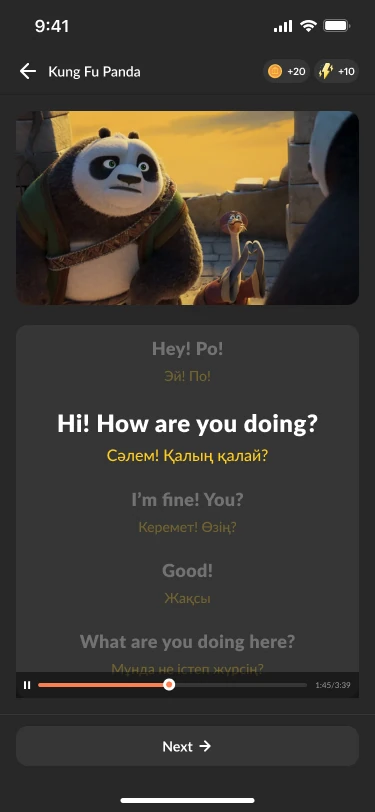 9:41
Kung Fu Panda
+20
+10
Hey! Po!
Эй! По!
Hi! How are you doing?
Сәлем! Қалың қалай?
I'm fine! You?
Керемет! Өзің?
Good!
Жақсы
What are you doing here?
Мұнда не істеп жүрсің?
1:45/3:39
Next →